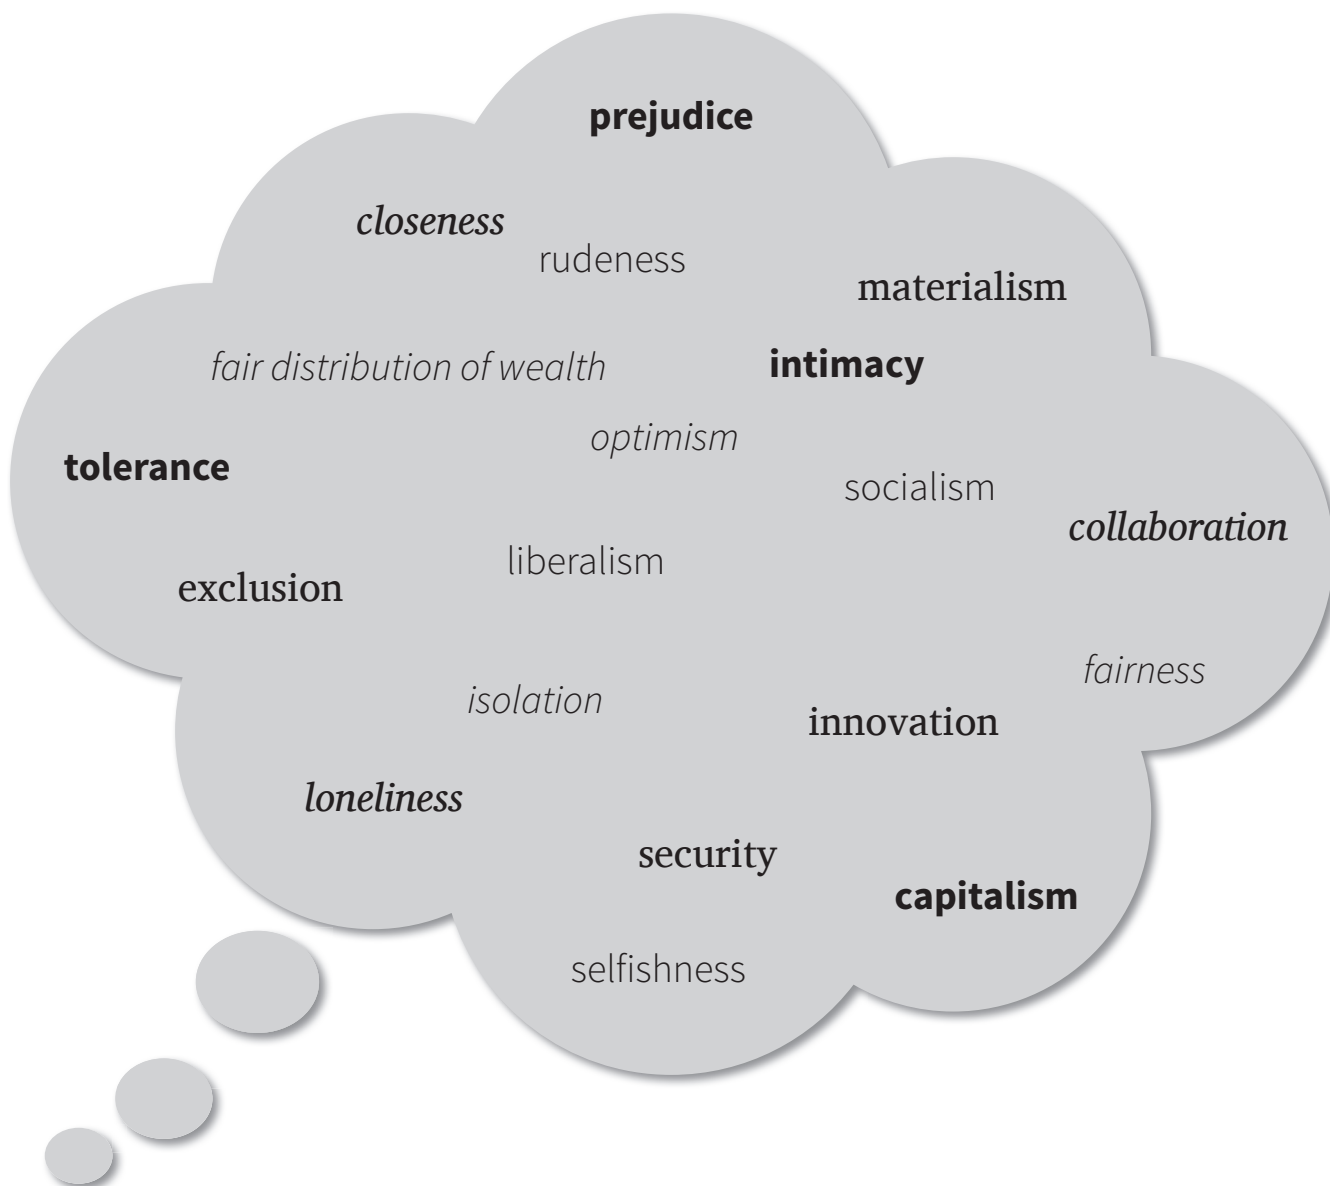 prejudice
closeness
rudeness
materialism
intimacy
fair distribution of wealth
optimism
tolerance
socialism
collaboration
liberalism
exclusion
fairness
isolation
innovation
loneliness
security
capitalism
selfishness